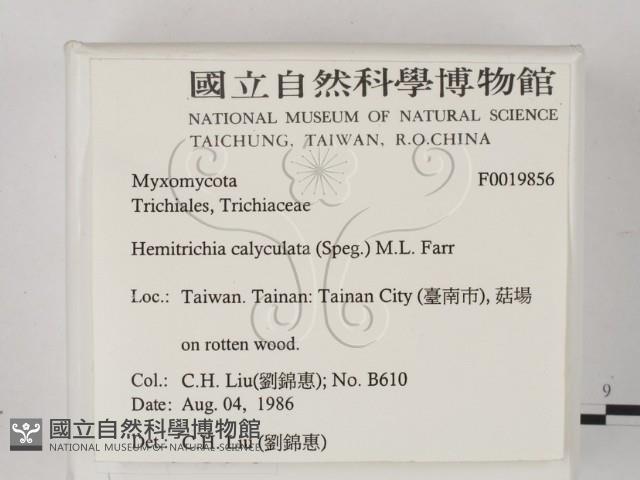 國立自然科學博物館
NATIONAL MUSEUM OF NATURAL SCIENCE
TAICHUNG, TAIWAN, R.O.CHINA
Myxomycota F0019856
Trichiales, Trichiaceae
Hemitrichia calyculata (Speg.) M.L. Farr
Loc.: Taiwan. Tainan: Tainan City (臺南市), 菇場
on rotten wood.
Col.: C.H. Liu(劉錦惠); No. B610
Date: Aug. 04, 1986
Det.: C.H. Liu (劉錦惠)
國立自然科學博物館
NATIONAL MUSEUM OF NATURAL SCIENCE
9